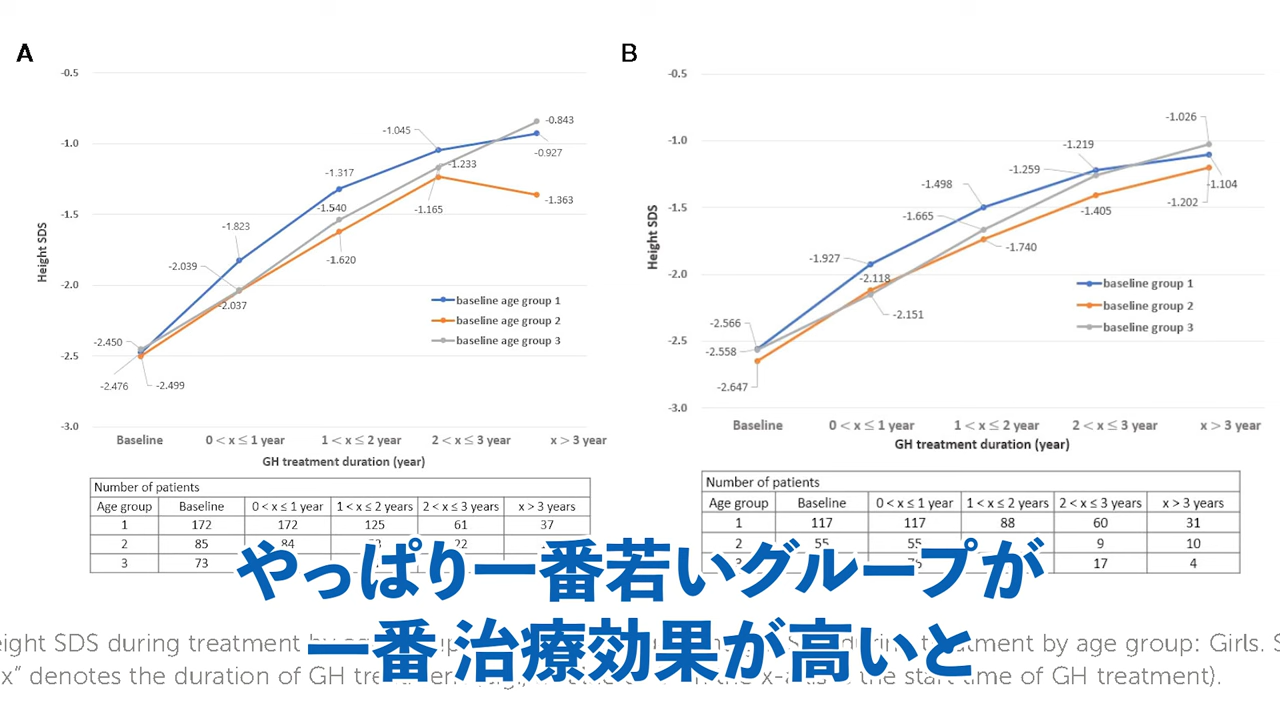 A
-0.5
-1.0
-1.5
-2.0
-2.5
-3.0
Height SDS
-2.450
-2.476
-2.499
-2.039
-1.823
-2.037
-1.317
-1.540
-1.620
-1.045
-1.233
-1.165
-0.843
-0.927
-1.363
baseline age group 1
baseline age group 2
baseline age group 3
Baseline 0 < x ≤ 1 year 1 < x ≤ 2 year 2 < x ≤ 3 year x > 3 year
GH treatment duration (year)
Number of patients
Age group Baseline 0 < x ≤ 1 year 1 < x ≤ 2 years 2 < x ≤ 3 years x > 3 years
1 172 172 125 61 37
2 85 84 22
3 73
B
-0.5
-1.0
-1.5
-2.0
-2.5
-3.0
Height SDS
-2.566
-2.558
-2.647
-1.927
-2.118
-2.151
-1.498
-1.665
-1.740
-1.219
-1.259
-1.405
-1.026
-1.104
-1.202
baseline group 1
baseline group 2
baseline group 3
Baseline 0 < x ≤ 1 year 1 < x ≤ 2 year 2 < x ≤ 3 year x > 3 year
GH treatment duration (year)
Number of patients
Age group Baseline 0 < x ≤ 1 year 1 < x ≤ 2 years 2 < x ≤ 3 years x > 3 years
1 117 117 88 60 31
2 55 55 9 10
17 4
やっぱり一番若いグループが
一番 治療効果が高いと
eight SDS during treatment by age group: Girls.
x" denotes the duration of GH the start time of GH treatment).